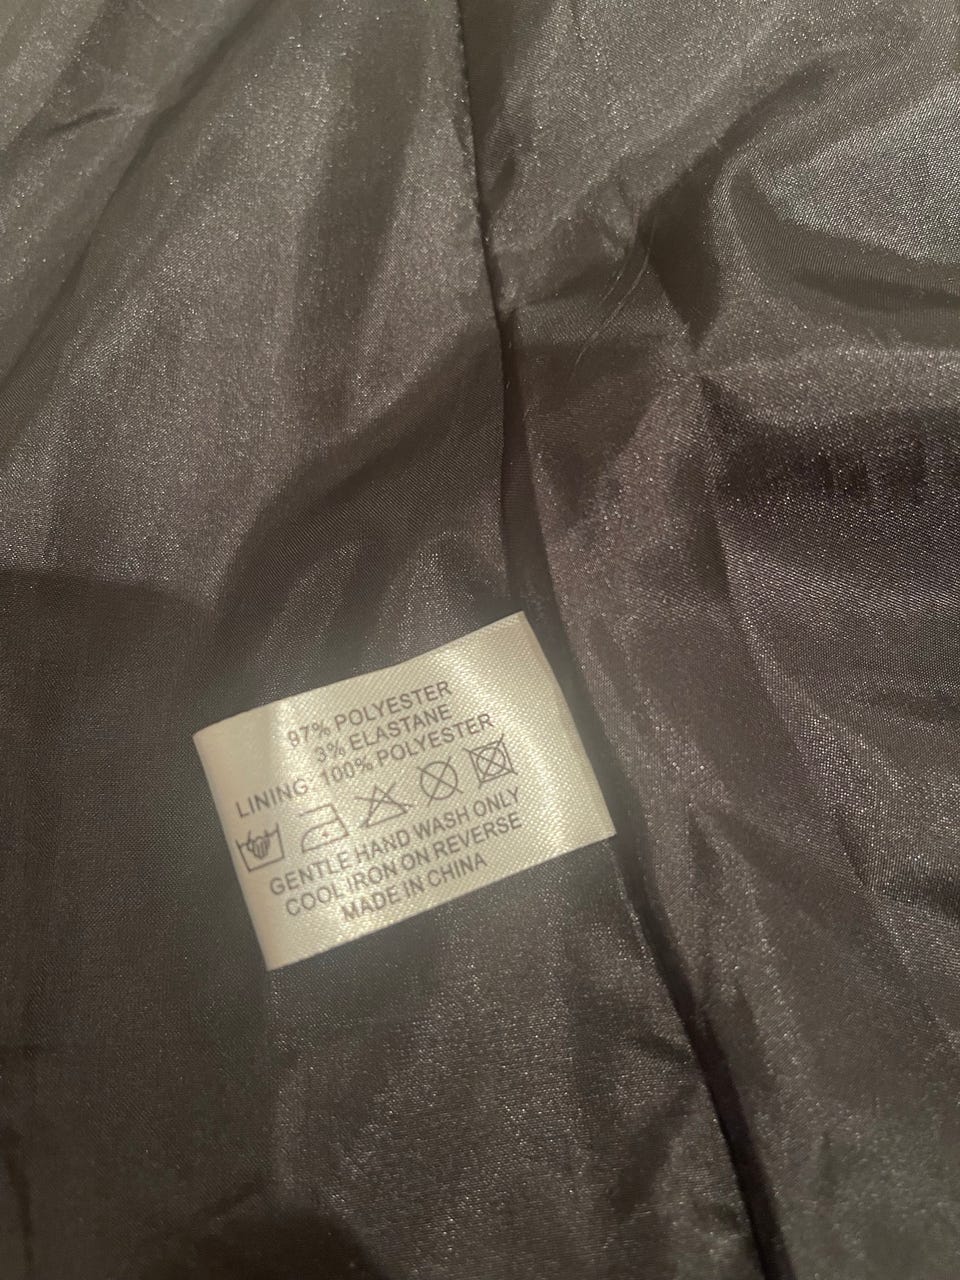 97% POLYESTER
3% ELASTANE
LINING: 100% POLYESTER
GENTLE HAND WASH ONLY
COOL IRON ON REVERSE
MADE IN CHINA